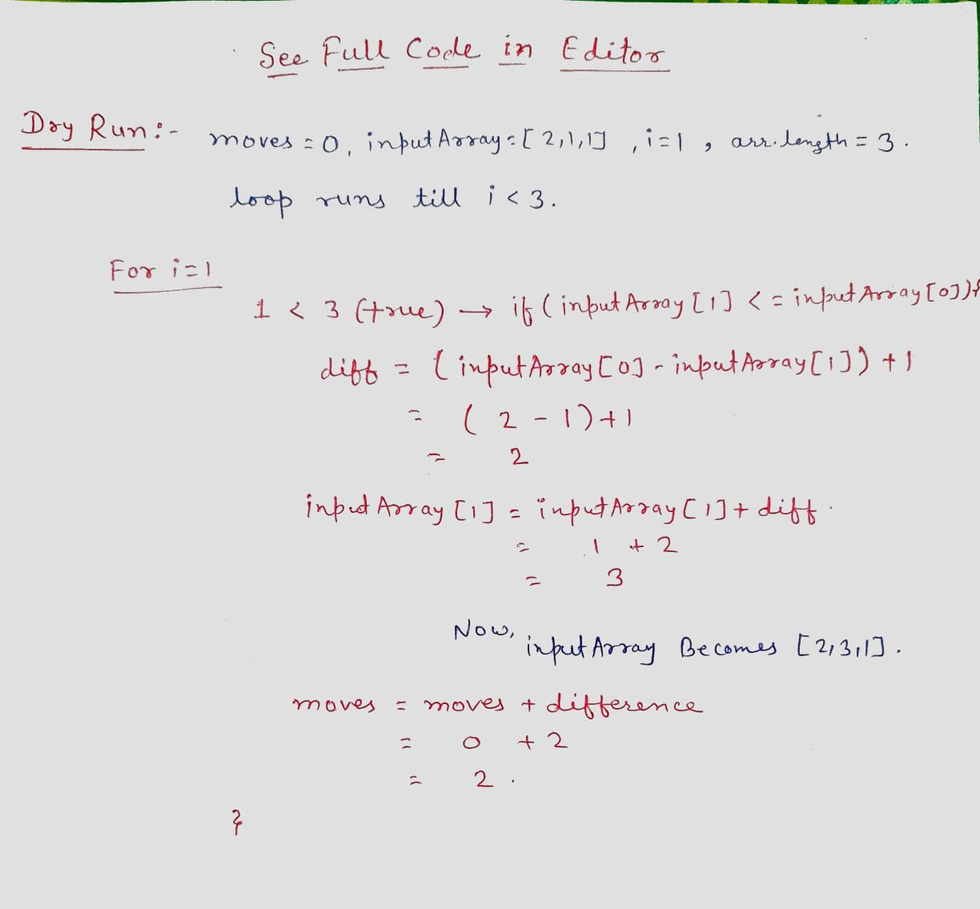 See Full Code in Editor
Dry Run:- moves = 0, inputArray = [2,1,1] , i=1 , arr.length = 3.
loop runs till i < 3.
For i=1
1 < 3 (true) → if ( inputArray [1] <= inputArray [0]){
diff = ( inputArray [0] - inputArray [1]) + 1
= ( 2 - 1) + 1
= 2
inputArray [1] = inputArray [1] + diff.
= 1 + 2
= 3
Now, inputArray Becomes [2,3,1].
moves = moves + difference
= 0 + 2
= 2.
}